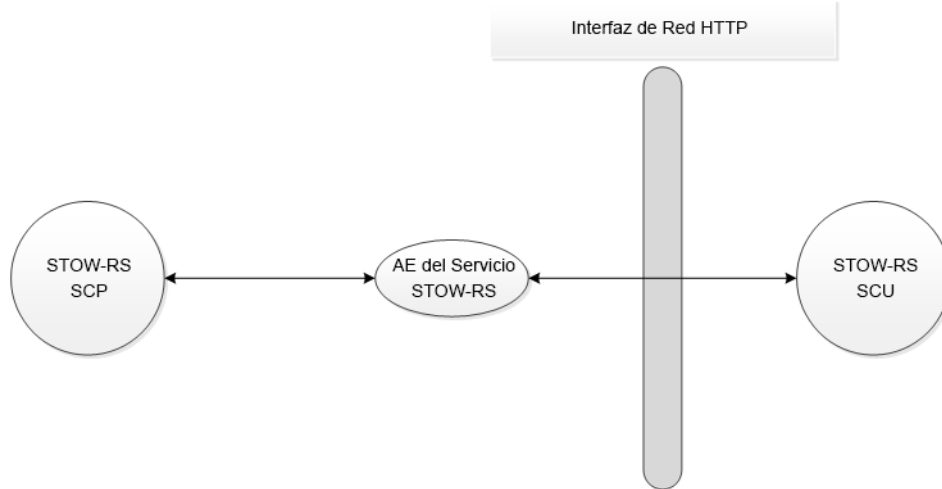 Interfaz de Red HTTP
STOW-RS
SCP
AE del Servicio
STOW-RS
STOW-RS
SCU